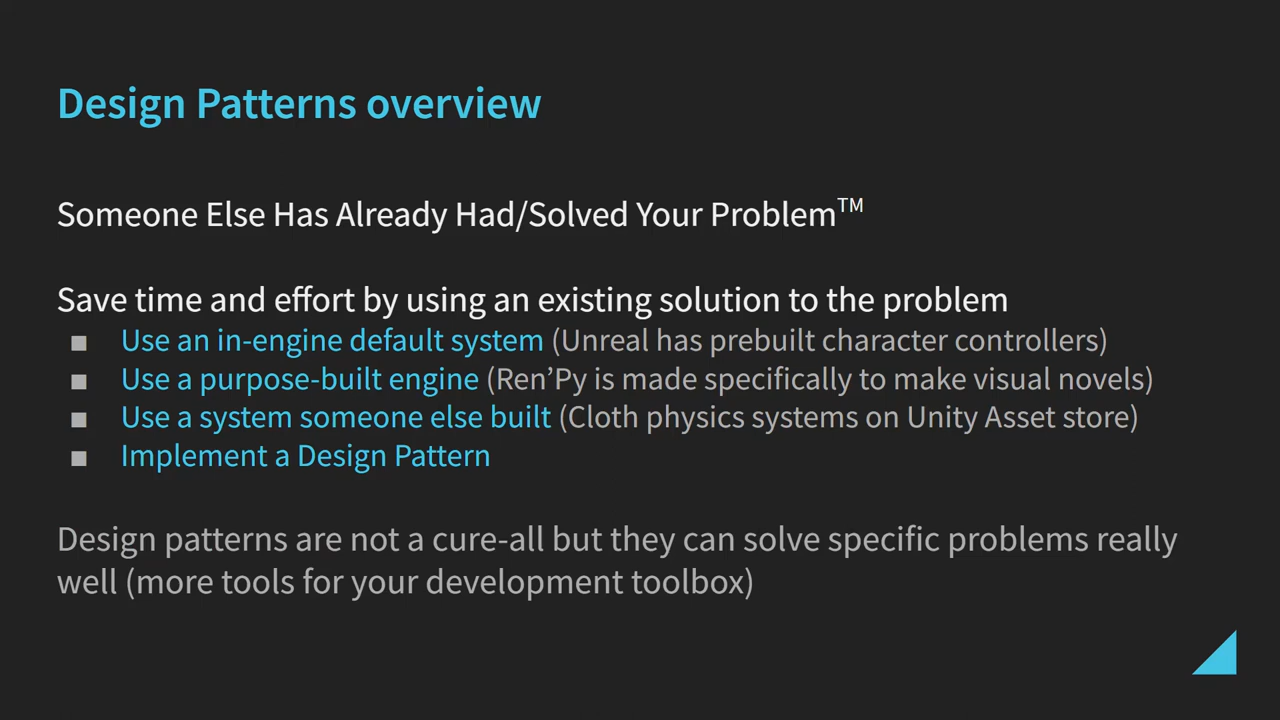 Design Patterns overview
Someone Else Has Already Had/Solved Your Problem™
Save time and effort by using an existing solution to the problem
■ Use an in-engine default system (Unreal has prebuilt character controllers)
■ Use a purpose-built engine (Ren’Py is made specifically to make visual novels)
■ Use a system someone else built (Cloth physics systems on Unity Asset store)
■ Implement a Design Pattern
Design patterns are not a cure-all but they can solve specific problems really
well (more tools for your development toolbox)